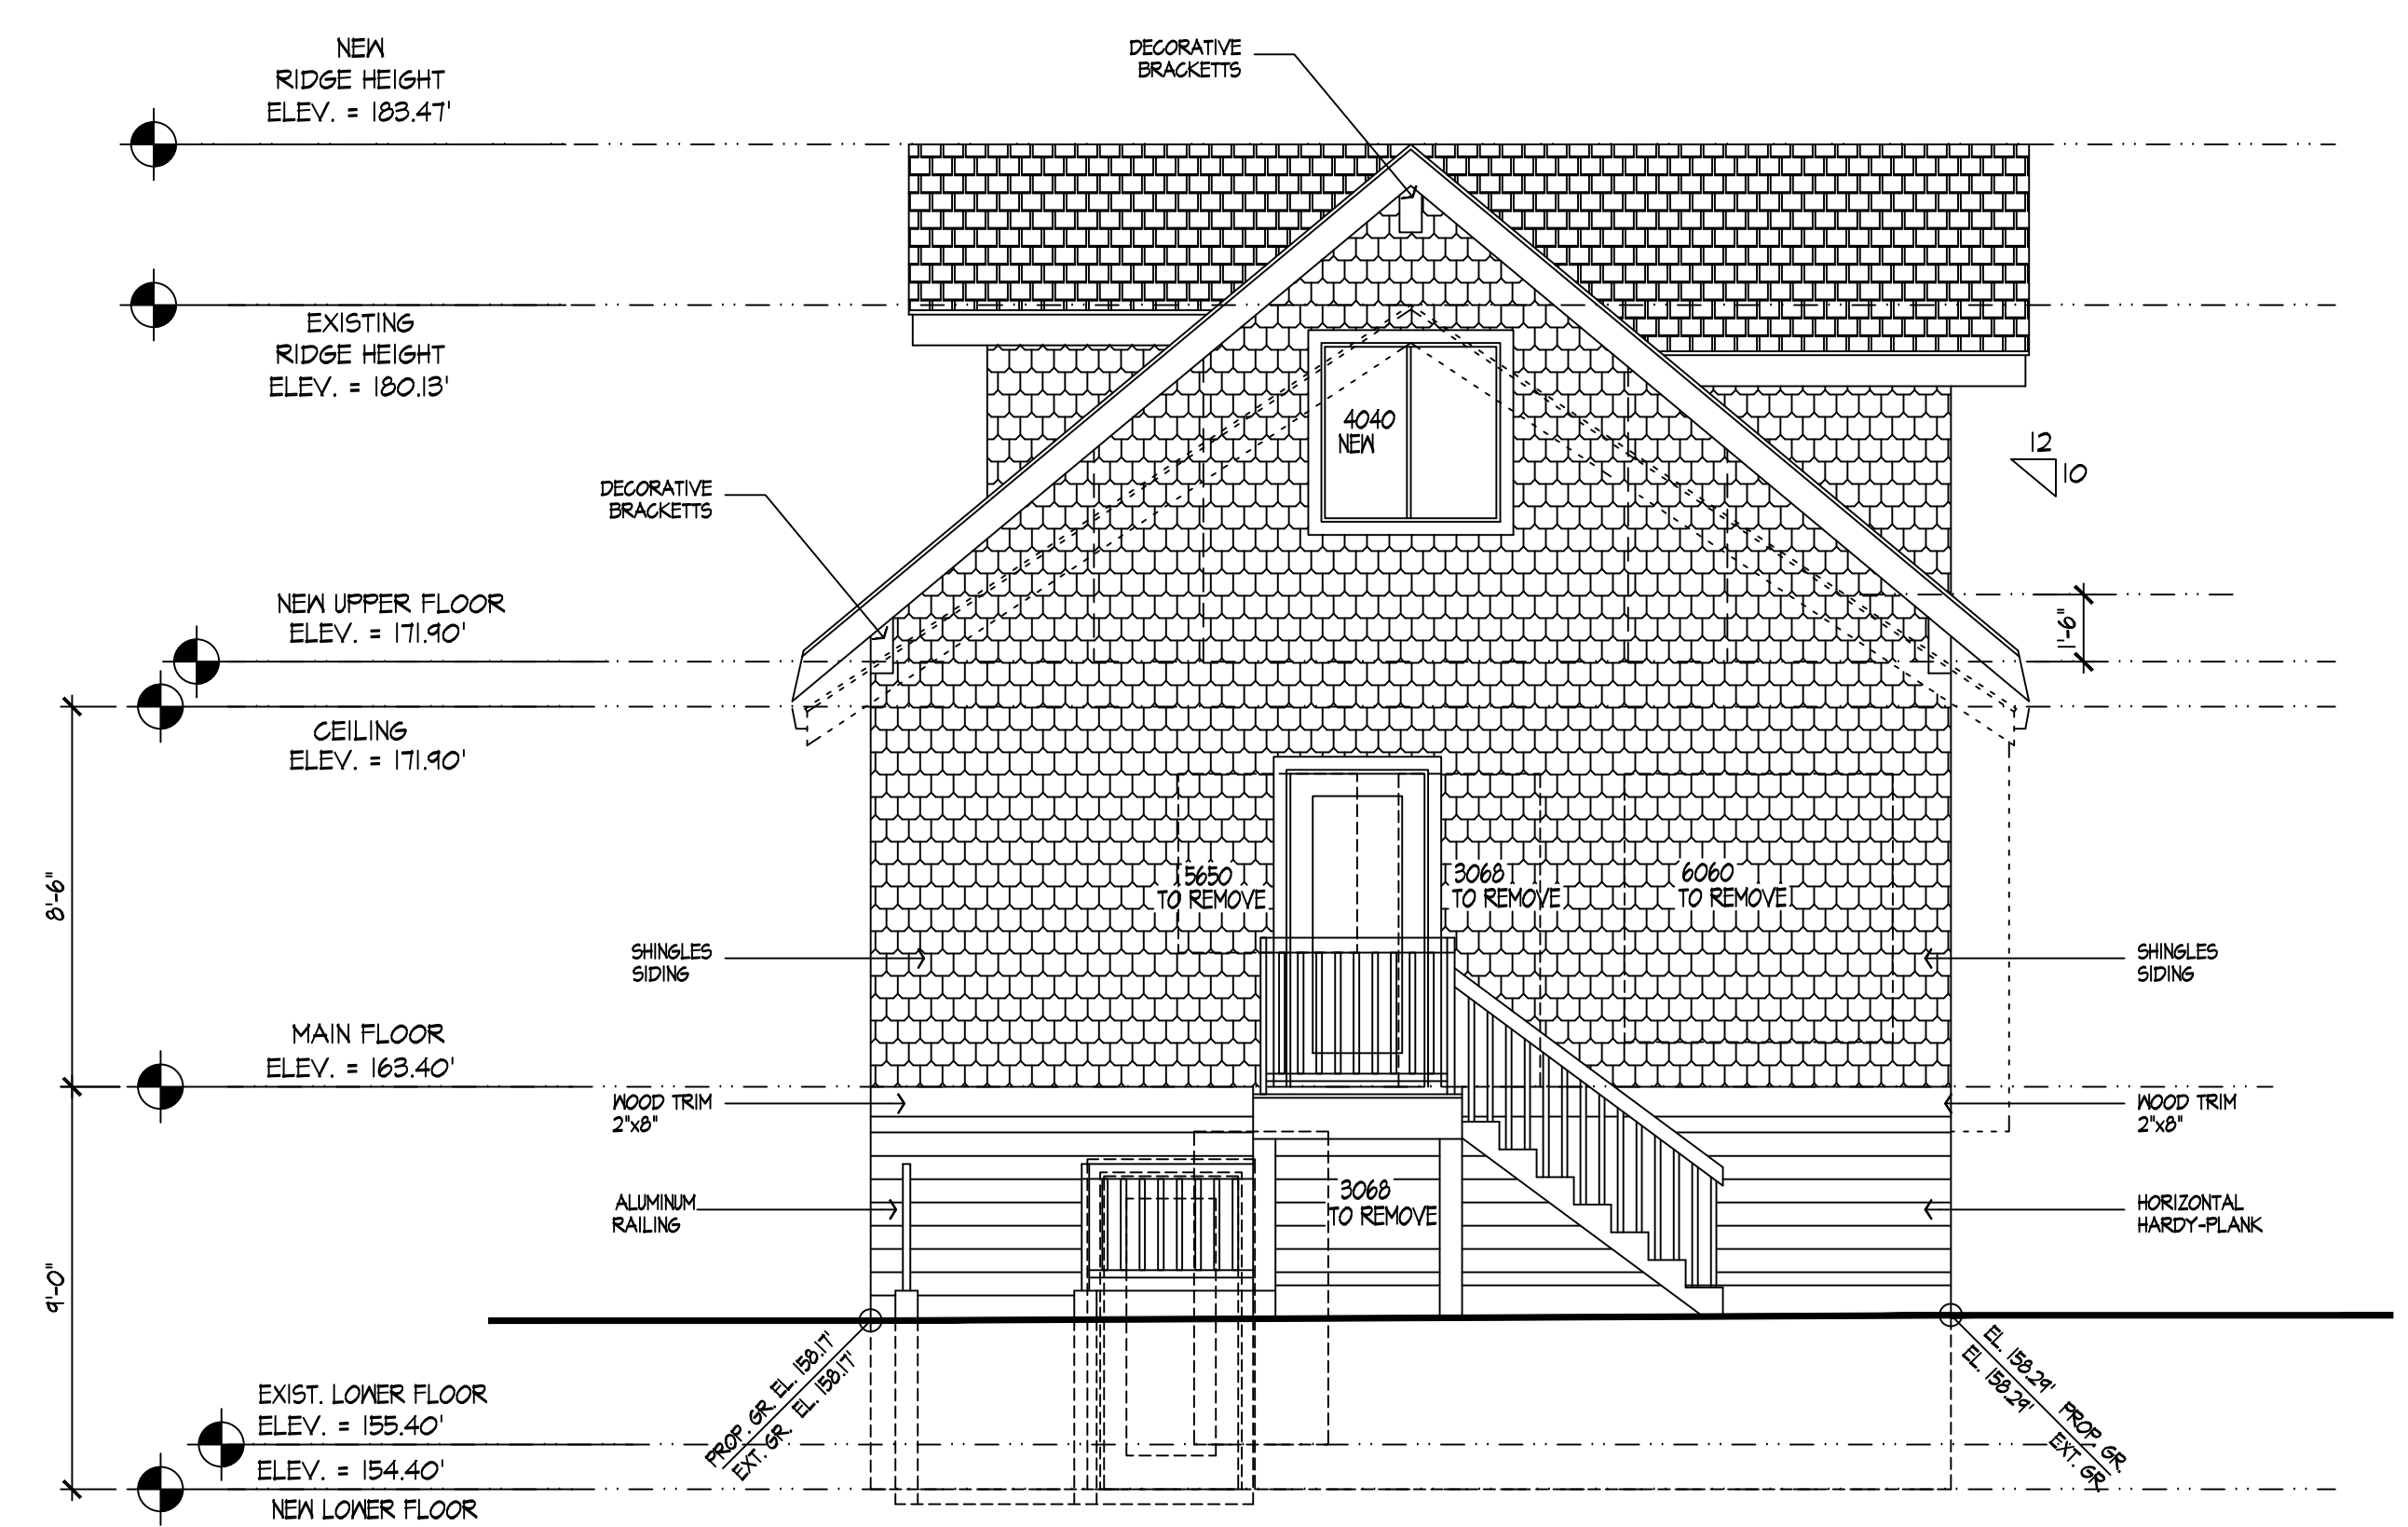 NEW
RIDGE HEIGHT
ELEV. = 183.47'
DECORATIVE
BRACKETTS
EXISTING
RIDGE HEIGHT
ELEV. = 180.13'
4040
NEW
12
10
DECORATIVE
BRACKETTS
NEW UPPER FLOOR
ELEV. = 171.90'
1'-6"
CEILING
ELEV. = 171.90'
8'-6"
5650
TO REMOVE
3068
TO REMOVE
6060
TO REMOVE
SHINGLES
SIDING
SHINGLES
SIDING
MAIN FLOOR
ELEV. = 163.40'
WOOD TRIM
2"x8"
WOOD TRIM
2"x8"
ALUMINUM
RAILING
3068
TO REMOVE
HORIZONTAL
HARDY-PLANK
9'-0"
PROP. GR. EL. 158.17'
EXT. GR. EL. 158.17'
EL. 158.29' PROP GR.
EL. 158.29' EXT. GR.
EXIST. LOWER FLOOR
ELEV. = 155.40'
ELEV. = 154.40'
NEW LOWER FLOOR